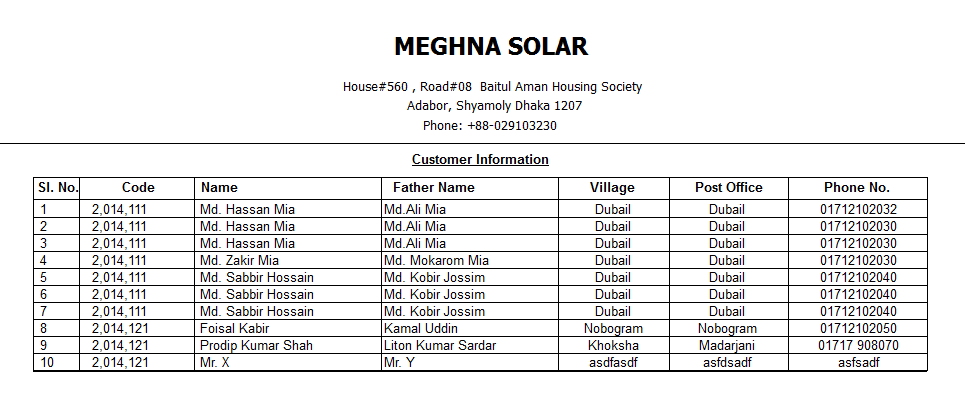 MEGHNA SOLAR
House#560 , Road#08 Baitul Aman Housing Society
Adabor, Shyamoly Dhaka 1207
Phone: +88-029103230
Customer Information
Sl. No. Code Name Father Name Village Post Office Phone No.
1 2,014,111 Md. Hassan Mia Md.Ali Mia Dubail Dubail 01712102032
2 2,014,111 Md. Hassan Mia Md.Ali Mia Dubail Dubail 01712102030
3 2,014,111 Md. Hassan Mia Md.Ali Mia Dubail Dubail 01712102030
4 2,014,111 Md. Zakir Mia Md. Mokarom Mia Dubail Dubail 01712102030
5 2,014,111 Md. Sabbir Hossain Md. Kobir Jossim Dubail Dubail 01712102040
6 2,014,111 Md. Sabbir Hossain Md. Kobir Jossim Dubail Dubail 01712102040
7 2,014,111 Md. Sabbir Hossain Md. Kobir Jossim Dubail Dubail 01712102040
8 2,014,121 Foisal Kabir Kamal Uddin Nobogram Nobogram 01712102050
9 2,014,121 Prodip Kumar Shah Liton Kumar Sardar Khoksha Madarjani 01717 908070
10 2,014,121 Mr. X Mr. Y asdfasdf asfdsadf asfsadf